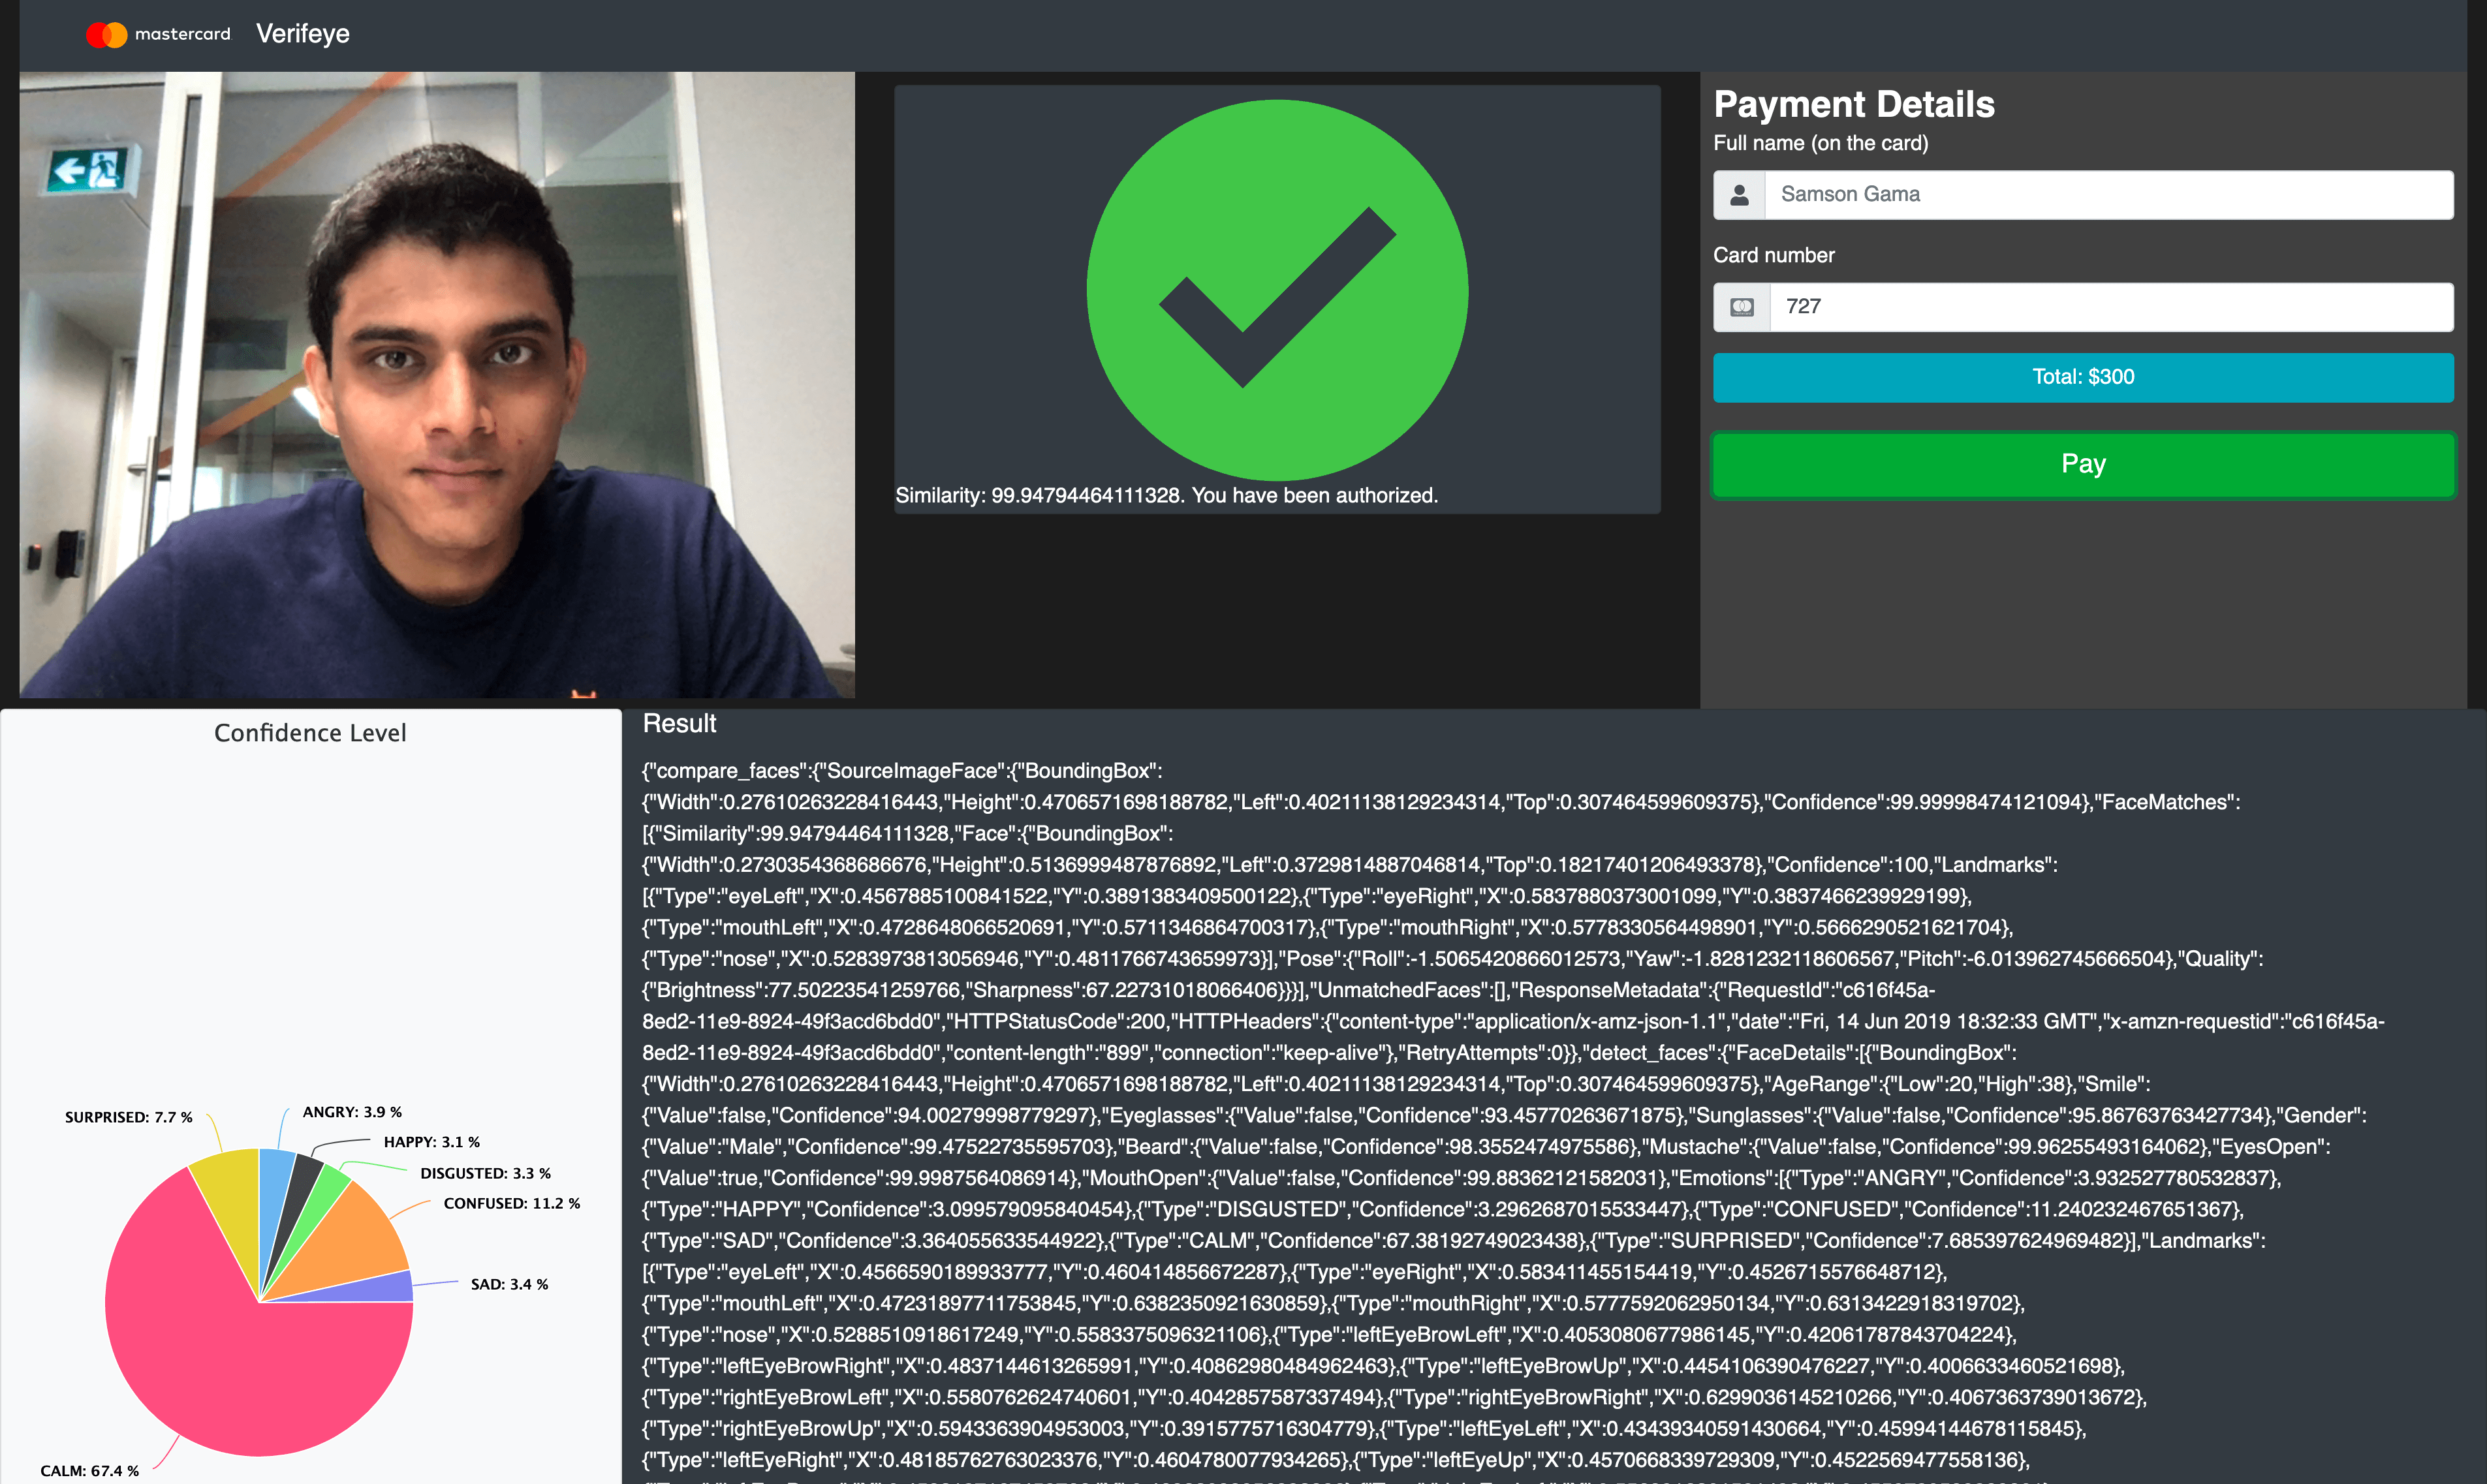 mastercard
Verifeye
Similarity: 99.94794464111328. You have been authorized.
Payment Details
Full name (on the card)
Samson Gama
Card number
727
Total: $300
Pay
Confidence Level
SURPRISED: 7.7 %
ANGRY: 3.9 %
HAPPY: 3.1 %
DISGUSTED: 3.3 %
CONFUSED: 11.2 %
SAD: 3.4 %
CALM: 67.4 %
Result
{"compare_faces":{"SourceImageFace":{"BoundingBox":
{"Width":0.27610263228416443,"Height":0.4706571698188782,"Left":0.40211138129234314,"Top":0.307464599609375},"Confidence":99.99998474121094},"FaceMatches":
[{"Similarity":99.94794464111328,"Face":{"BoundingBox":
{"Width":0.2730354368686676,"Height":0.5136999487876892,"Left":0.3729814887046814,"Top":0.18217401206493378},"Confidence":100,"Landmarks":
[{"Type":"eyeLeft","X":0.4567885100841522,"Y":0.3891383409500122},{"Type":"eyeRight","X":0.5837880373001099,"Y":0.3837466239929199},
{"Type":"mouthLeft","X":0.4728648066520691,"Y":0.5711346864700317},{"Type":"mouthRight","X":0.5778330564498901,"Y":0.5666290521621704},
{"Type":"nose","X":0.5283973813056946,"Y":0.4811766743659973}],"Pose":{"Roll":-1.5065420866012573,"Yaw":-1.8281232118606567,"Pitch":-6.013962745666504},"Quality":
{"Brightness":77.50223541259766,"Sharpness":67.22731018066406}}}],"UnmatchedFaces":[],"ResponseMetadata":{"RequestId":"c616f45a-
8ed2-11e9-8924-49f3acd6bdd0","HTTPStatusCode":200,"HTTPHeaders":{"content-type":"application/x-amz-json-1.1","date":"Fri, 14 Jun 2019 18:32:33 GMT","x-amzn-requestid":"c616f45a-
8ed2-11e9-8924-49f3acd6bdd0","content-length":"899","connection":"keep-alive"},"RetryAttempts":0}},"detect_faces":{"FaceDetails":[{"BoundingBox":
{"Width":0.27610263228416443,"Height":0.4706571698188782,"Left":0.40211138129234314,"Top":0.307464599609375},"AgeRange":{"Low":20,"High":38},"Smile":
{"Value":false,"Confidence":94.00279998779297},"Eyeglasses":{"Value":false,"Confidence":93.45770263671875},"Sunglasses":{"Value":false,"Confidence":95.86763763427734},"Gender":
{"Value":"Male","Confidence":99.47522735595703},"Beard":{"Value":false,"Confidence":98.3552474975586},"Mustache":{"Value":false,"Confidence":99.96255493164062},"EyesOpen":
{"Value":true,"Confidence":99.9987564086914},"MouthOpen":{"Value":false,"Confidence":99.88362121582031},"Emotions":[{"Type":"ANGRY","Confidence":3.932527780532837},
{"Type":"HAPPY","Confidence":3.099579095840454},{"Type":"DISGUSTED","Confidence":3.2962687015533447},{"Type":"CONFUSED","Confidence":11.240232467651367},
{"Type":"SAD","Confidence":3.364055633544922},{"Type":"CALM","Confidence":67.38192749023438},{"Type":"SURPRISED","Confidence":7.685397624969482}],"Landmarks":
[{"Type":"eyeLeft","X":0.4566590189933777,"Y":0.460414856672287},{"Type":"eyeRight","X":0.583411455154419,"Y":0.4526715576648712},
{"Type":"mouthLeft","X":0.47231897711753845,"Y":0.6382350921630859},{"Type":"mouthRight","X":0.5777592062950134,"Y":0.6313422918319702},
{"Type":"nose","X":0.5288510918617249,"Y":0.5583375096321106},{"Type":"leftEyeBrowLeft","X":0.4053080677986145,"Y":0.42061787843704224},
{"Type":"leftEyeBrowRight","X":0.4837144613265991,"Y":0.40862980484962463},{"Type":"leftEyeBrowUp","X":0.4454106390476227,"Y":0.4006633460521698},
{"Type":"rightEyeBrowLeft","X":0.5580762624740601,"Y":0.4042857587337494},{"Type":"rightEyeBrowRight","X":0.6299036145210266,"Y":0.4067363739013672},
{"Type":"rightEyeBrowUp","X":0.5943363904953003,"Y":0.3915775716304779},{"Type":"leftEyeLeft","X":0.43439340591430664,"Y":0.45994144678115845},
{"Type":"leftEyeRight","X":0.48185762763023376,"Y":0.4604780077934265},{"Type":"leftEyeUp","X":0.4570668339729309,"Y":0.4522569477558136},